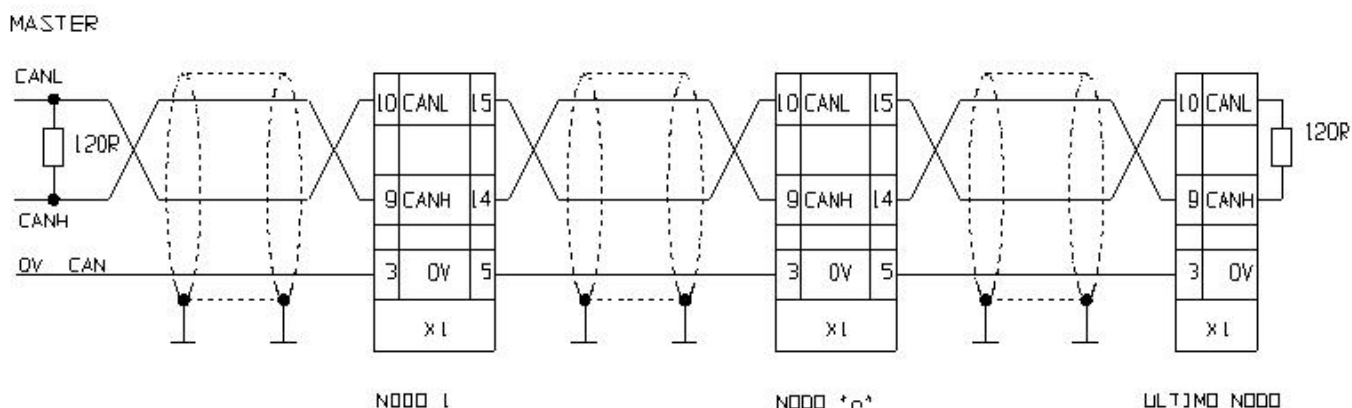 MASTER
CANL
120R
CANH
0V CAN
10 CANL 15
9 CANH 14
3 0V 5
X1
NODO 1
10 CANL 15
9 CANH 14
3 0V 5
X1
NODO "n"
10 CANL
9 CANH
3 0V
X1
120R
ULTIMO NODO